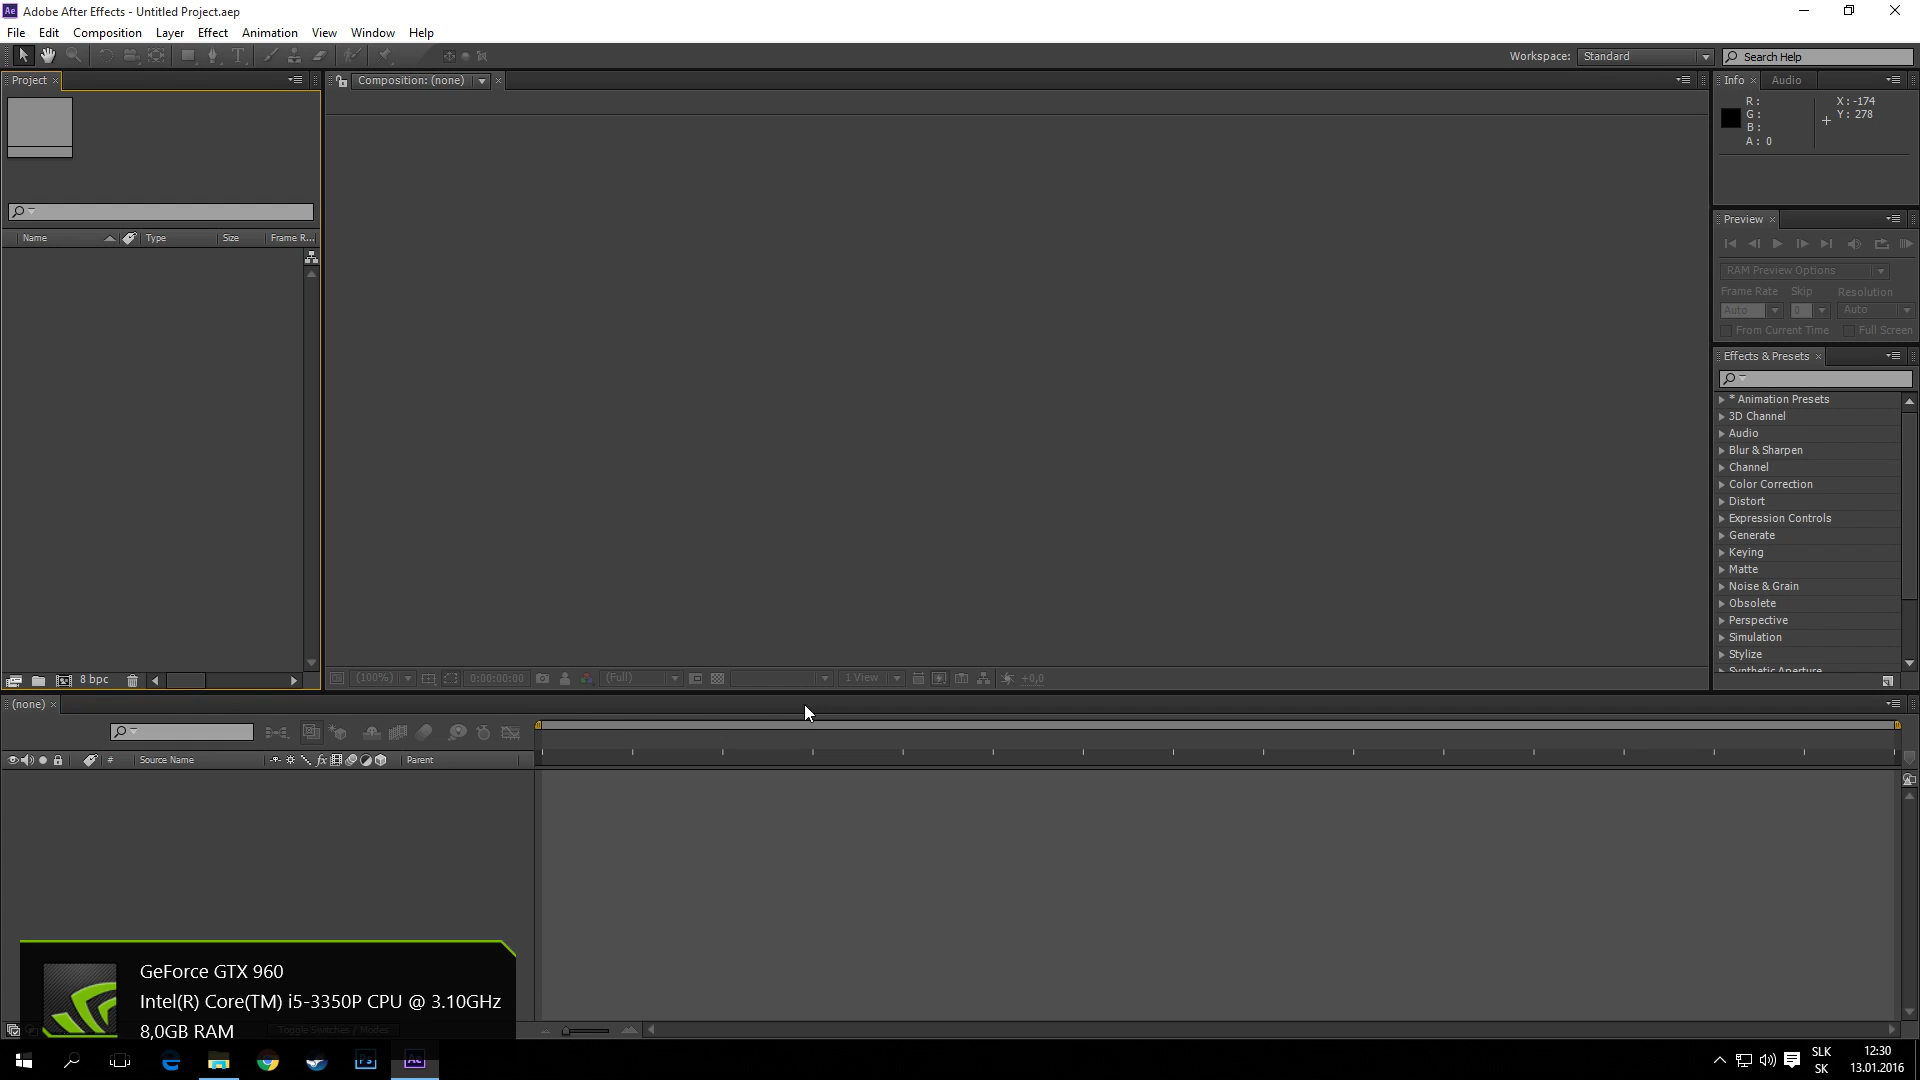 Adobe After Effects - Untitled Project.aep
File Edit Composition Layer Effect Animation View Window Help
Workspace: Standard Search Help
Project
Composition: (none)
Info Audio
R:
G:
B:
A: 0
X: -174
Y: 278
Preview
RAM Preview Options
Frame Rate Skip Resolution
Auto 0 Auto
From Current Time Full Screen
Name Type Size Frame R...
Effects & Presets
* Animation Presets
3D Channel
Audio
Blur & Sharpen
Channel
Color Correction
Distort
Expression Controls
Generate
Keying
Matte
Noise & Grain
Obsolete
Perspective
Simulation
Stylize
Synthetic Aperture
8 bpc
(100%) 0:00:00:00 (Full) 1 View +0,0
(none)
# Source Name fx Parent
GeForce GTX 960
Intel(R) Core(TM) i5-3350P CPU @ 3.10GHz
8,0GB RAM
Toggle Switches / Modes
Ps Ae
SLK
SK
12:30
13.01.2016